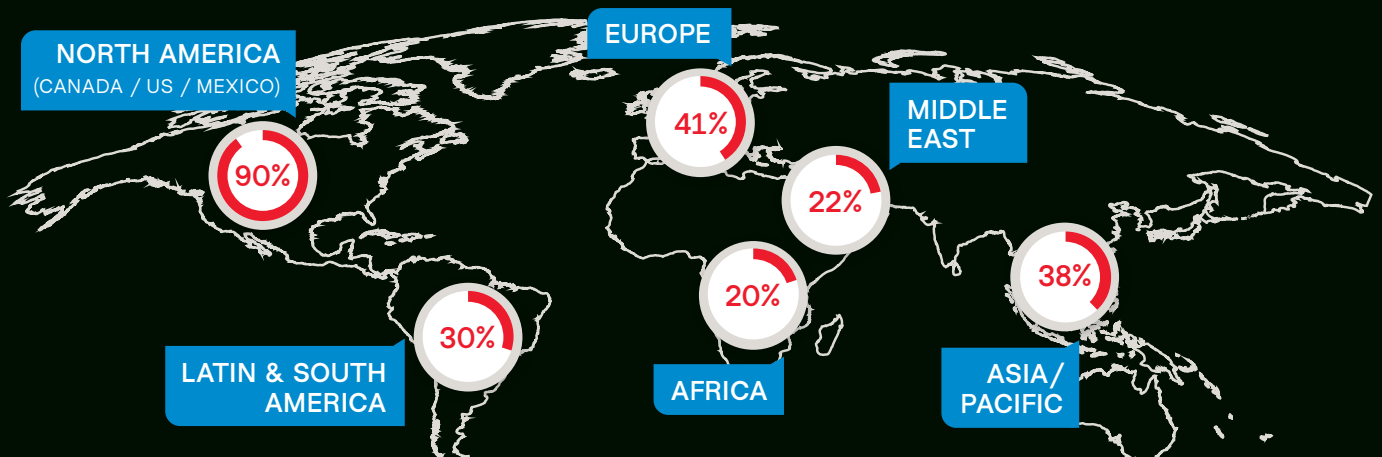 NORTH AMERICA
(CANADA / US / MEXICO)
90%
EUROPE
41%
MIDDLE
EAST
22%
LATIN & SOUTH
AMERICA
30%
AFRICA
20%
ASIA/
PACIFIC
38%